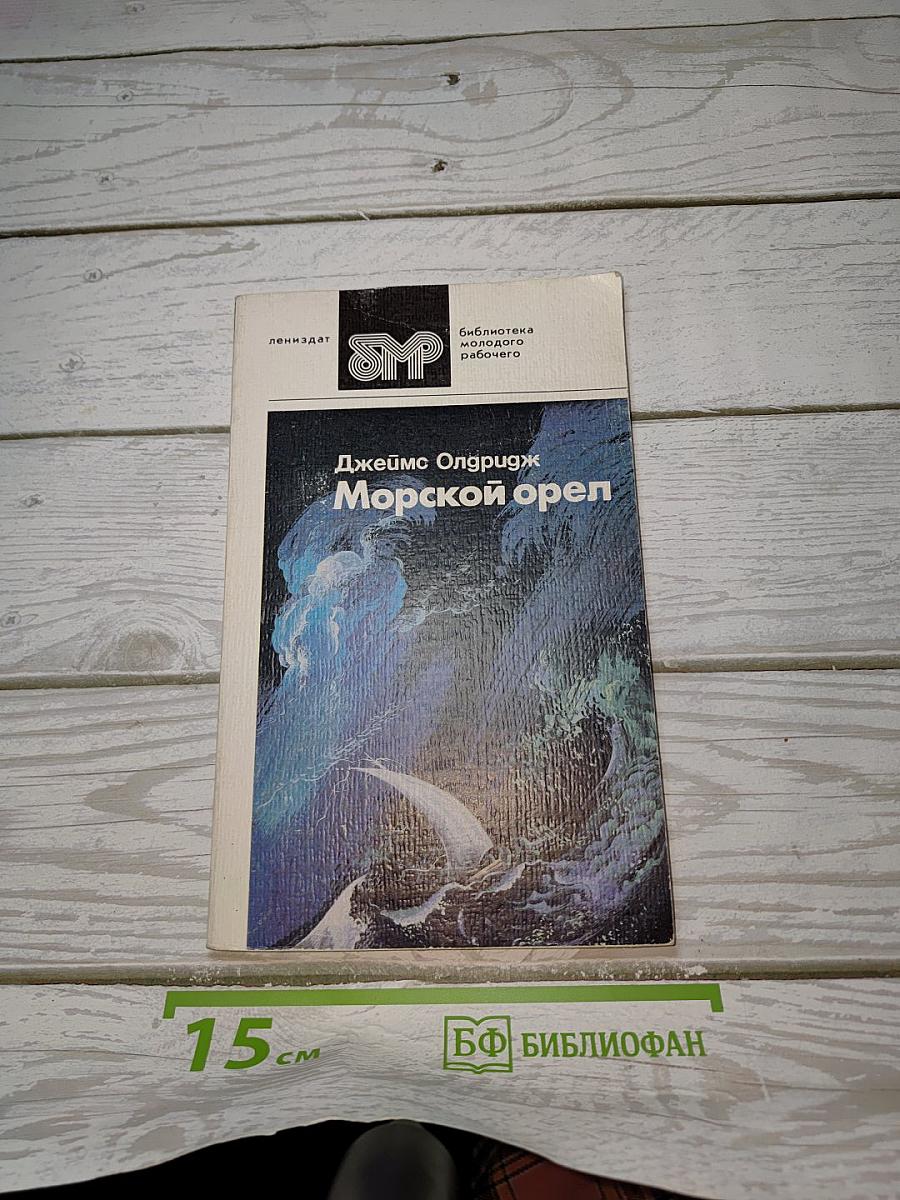 лениздат
бмр
библиотека
молодого
рабочего
Джеймс Олдридж
Морской орел
15 см
БФ БИБЛИОФАН